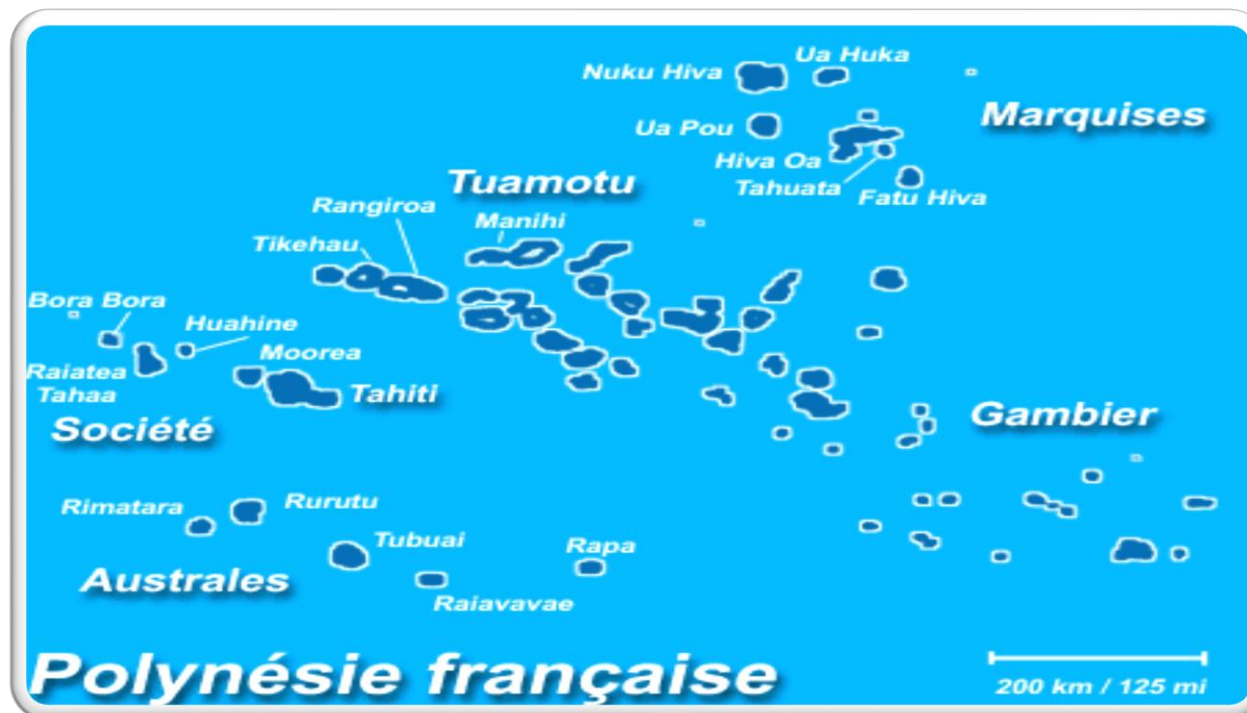 Ua Huka
Nuku Hiva
Marquises
Ua Pou
Hiva Oa
Tahuata
Fatu Hiva
Tuamotu
Rangiroa
Manihi
Tikehau
Bora Bora
Huahine
Moorea
Raiatea
Tahaa
Tahiti
Société
Gambier
Rimatara
Rurutu
Tubuai
Rapa
Australes
Raiavavae
Polynésie française
200 km / 125 mi